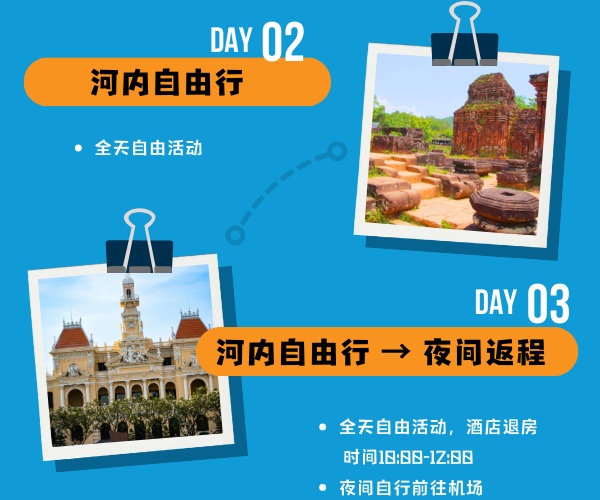 DAY 02
河内自由行
• 全天自由活动
DAY 03
河内自由行 → 夜间返程
• 全天自由活动，酒店退房
时间10:00-12:00
• 夜间自行前往机场